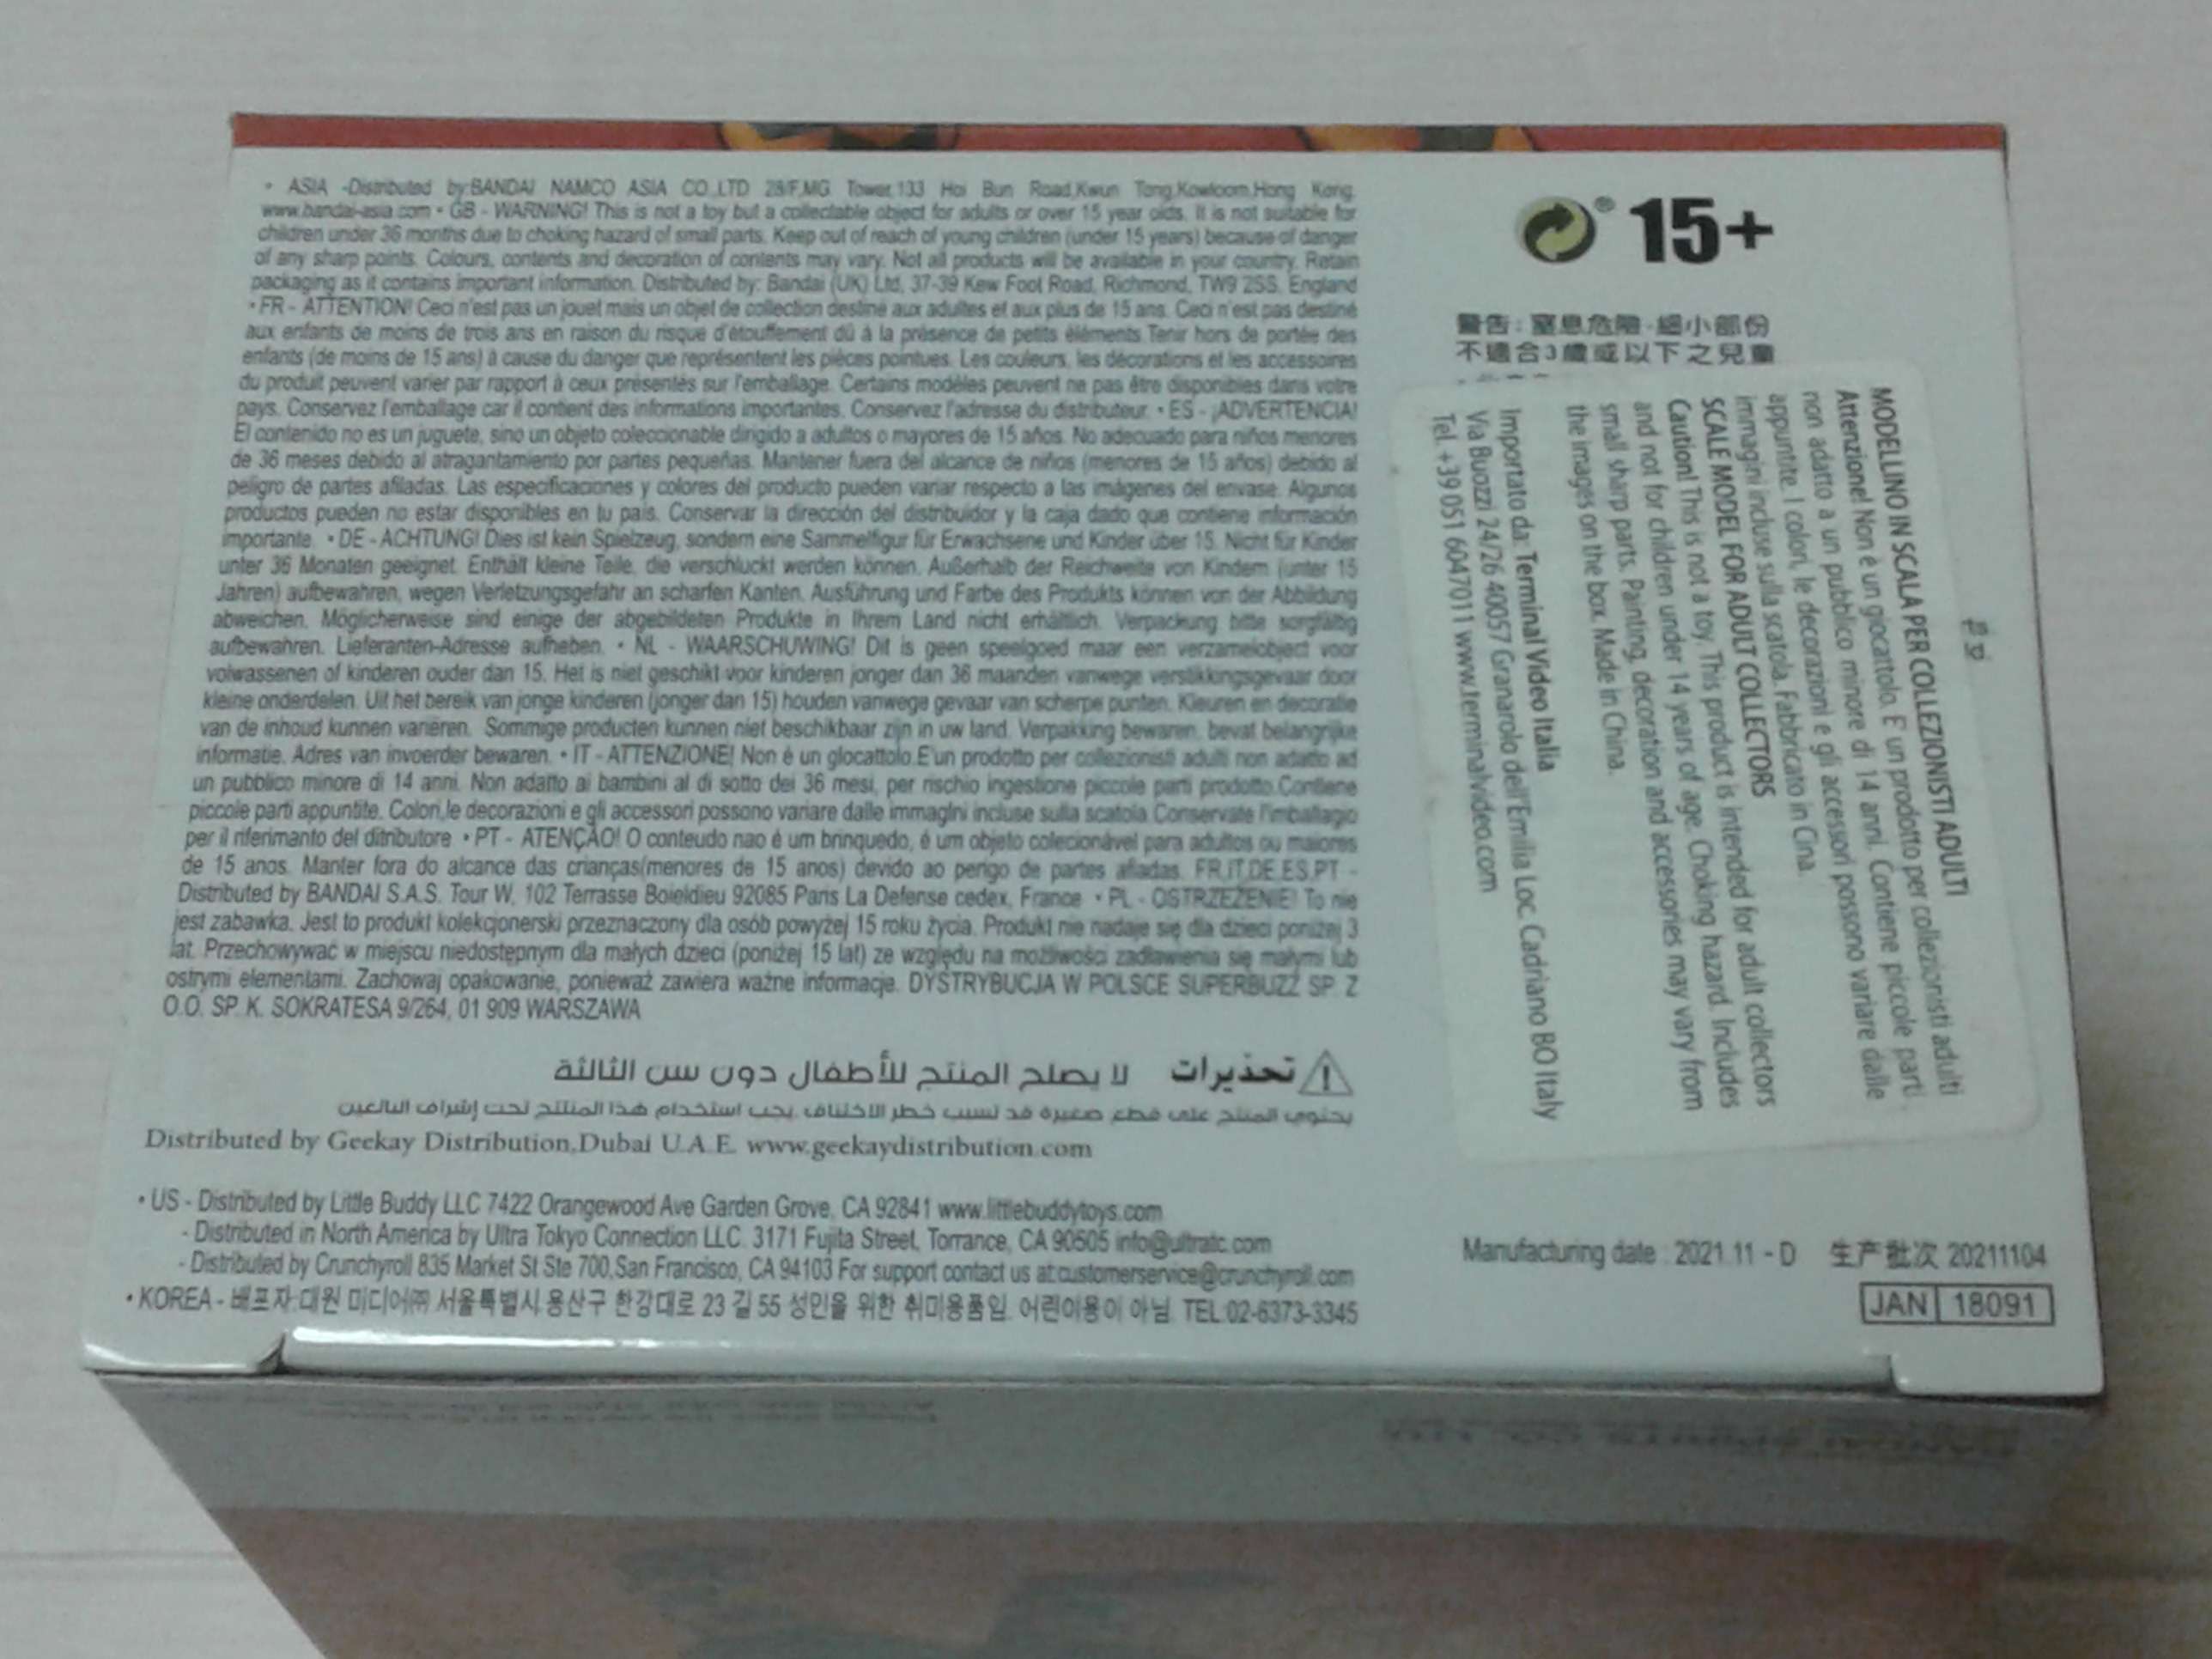 • ASIA -Distributed by:BANDAI NAMCO ASIA CO.,LTD 28/F,MG Tower,133 Hoi Bun Road,Kwun Tong,Kowloom,Hong Kong.
www.bandai-asia.com • GB - WARNING! This is not a toy but a collectable object for adults or over 15 year olds. It is not suitable for
children under 36 months due to choking hazard of small parts. Keep out of reach of young children (under 15 years) because of danger
of any sharp points. Colours, contents and decoration of contents may vary. Not all products will be available in your country. Retain
packaging as it contains important information. Distributed by: Bandai (UK) Ltd, 37-39 Kew Foot Road, Richmond, TW9 2SS, England
• FR - ATTENTION! Ceci n'est pas un jouet mais un objet de collection destiné aux adultes et aux plus de 15 ans. Ceci n'est pas destiné
aux enfants de moins de trois ans en raison du risque d'étouffement dû à la présence de petits éléments.Tenir hors de portée des
enfants (de moins de 15 ans) à cause du danger que représentent les pièces pointues. Les couleurs, les décorations et les accessoires
du produit peuvent varier par rapport à ceux présentés sur l'emballage. Certains modèles peuvent ne pas être disponibles dans votre
pays. Conservez l'emballage car il contient des informations importantes. Conservez l'adresse du distributeur. • ES - ¡ADVERTENCIA!
El contenido no es un juguete, sino un objeto coleccionable dirigido a adultos o mayores de 15 años. No adecuado para niños menores
de 36 meses debido al atragantamiento por partes pequeñas. Mantener fuera del alcance de niños (menores de 15 años) debido al
peligro de partes afiladas. Las especificaciones y colores del producto pueden variar respecto a las imágenes del envase. Algunos
productos pueden no estar disponibles en tu país. Conservar la dirección del distribuidor y la caja dado que contiene información
importante. • DE - ACHTUNG! Dies ist kein Spielzeug, sondern eine Sammelfigur für Erwachsene und Kinder über 15. Nicht für Kinder
unter 36 Monaten geeignet. Enthält kleine Teile, die verschluckt werden können. Außerhalb der Reichweite von Kindern (unter 15
Jahren) aufbewahren, wegen Verletzungsgefahr an scharfen Kanten. Ausführung und Farbe des Produkts können von der Abbildung
abweichen. Möglicherweise sind einige der abgebildeten Produkte in Ihrem Land nicht erhältlich. Verpackung bitte sorgfältig
aufbewahren. Lieferanten-Adresse aufheben. • NL - WAARSCHUWING! Dit is geen speelgoed maar een verzamelobject voor
volwassenen of kinderen ouder dan 15. Het is niet geschikt voor kinderen jonger dan 36 maanden vanwege verstikkingsgevaar door
kleine onderdelen. Uit het bereik van jonge kinderen (jonger dan 15) houden vanwege gevaar van scherpe punten. Kleuren en decoratie
van de inhoud kunnen variëren. Sommige producten kunnen niet beschikbaar zijn in uw land. Verpakking bewaren, bevat belangrijke
informatie. Adres van invoerder bewaren. • IT - ATTENZIONE! Non è un glocattolo.E'un prodotto per collezionisti adulti non adatto ad
un pubblico minore di 14 anni. Non adatto ai bambini al di sotto dei 36 mesi, per rischio ingestione piccole parti prodotto.Contiene
piccole parti appuntite. Colori,le decorazioni e gli accessori possono variare dalle immagini incluse sulla scatola.Conservate l'imballagio
per il riferimanto del ditributore • PT - ATENÇÃO! O conteudo nao é um brinquedo, é um objeto colecionável para adultos ou maiores
de 15 anos. Manter fora do alcance das crianças(menores de 15 anos) devido ao perigo de partes afiadas. FR,IT,DE,ES,PT -
Distributed by BANDAI S.A.S. Tour W, 102 Terrasse Boieldieu 92085 Paris La Defense cedex, France • PL - OSTRZEŻENIE! To nie
jest zabawka. Jest to produkt kolekcjonerski przeznaczony dla osób powyżej 15 roku życia. Produkt nie nadaje się dla dzieci poniżej 3
lat. Przechowywać w miejscu niedostępnym dla małych dzieci (poniżej 15 lat) ze względu na możliwości zadławienia się małymi lub
ostrymi elementami. Zachowaj opakowanie, ponieważ zawiera ważne informacje. DYSTRYBUCJA W POLSCE SUPERBUZZ SP. Z
O.O. SP. K. SOKRATESA 9/264, 01 909 WARSZAWA
تحذيرات لا يصلح المنتج للأطفال دون سن الثالثة
يحتوي المنتج على قطع صغيرة قد تسبب خطر الاختناق يجب استخدام هذا المنتج تحت إشراف البالغين
Distributed by Geekay Distribution,Dubai U.A.E. www.geekaydistribution.com
• US - Distributed by Little Buddy LLC 7422 Orangewood Ave Garden Grove, CA 92841 www.littlebuddytoys.com
- Distributed in North America by Ultra Tokyo Connection LLC. 3171 Fujita Street, Torrance, CA 90505 info@ultratc.com
- Distributed by Crunchyroll 835 Market St Ste 700,San Francisco, CA 94103 For support contact us at:customerservice@crunchyroll.com
• KOREA - 배포자:대원 미디어㈜ 서울특별시 용산구 한강대로 23 길 55 성인을 위한 취미용품임. 어린이용이 아님. TEL:02-6373-3345
® 15+
警告：窒息危險-細小部份
不適合3歲或以下之兒童
MODELLINO IN SCALA PER COLLEZIONISTI ADULTI
Attenzione! Non è un giocattolo. E' un prodotto per collezionisti adulti
non adatto a un pubblico minore di 14 anni. Contiene piccole parti
appuntite. I colori, le decorazioni e gli accessori possono variare dalle
immagini incluse sulla scatola. Fabbricato in Cina.
SCALE MODEL FOR ADULT COLLECTORS
Caution! This is not a toy. This product is intended for adult collectors
and not for children under 14 years of age. Choking hazard. Includes
small sharp parts. Painting, decoration and accessories may vary from
the images on the box. Made in China.
Importato da: Terminal Video Italia
Via Buozzi 24/26 40057 Granarolo dell'Emilia Loc. Cadriano BO Italy
Tel. +39 051 6047011 www.terminalvideo.com
Manufacturing date : 2021.11 - D 生产批次 20211104
JAN 18091